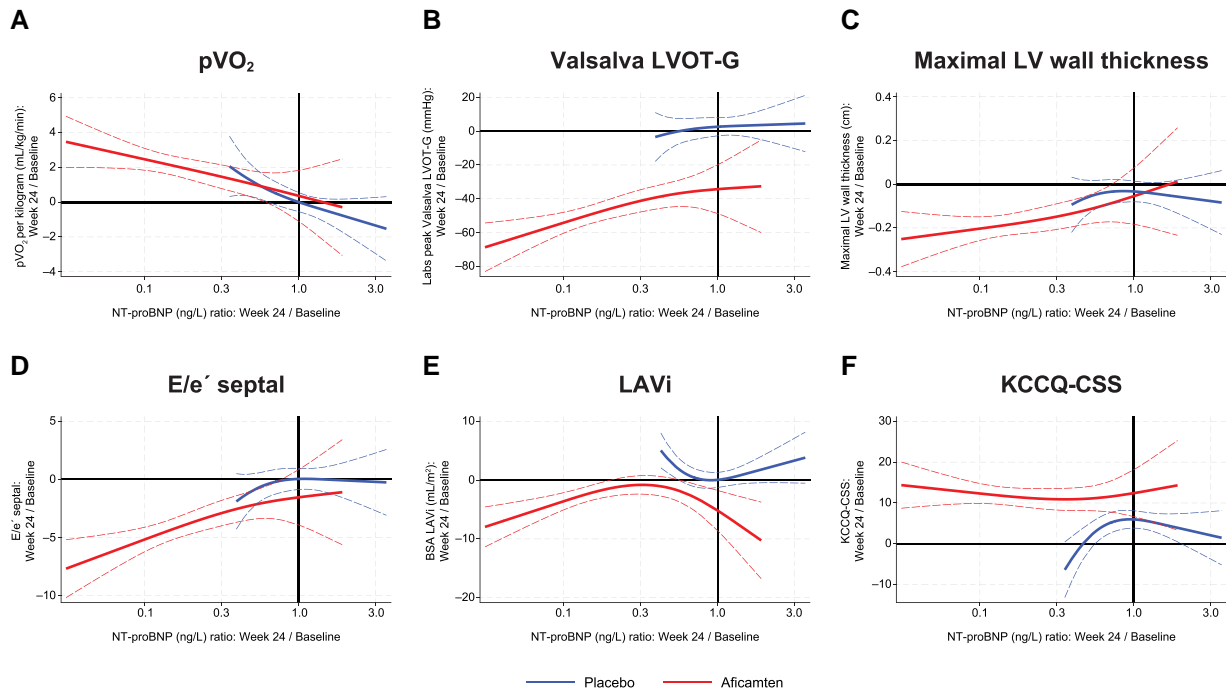 A
pVO₂
pVO₂ per kilogram (mL/kg/min):
Week 24 / Baseline
6
4
2
0
−2
−4
0.1
0.3
1.0
3.0
NT-proBNP (ng/L) ratio: Week 24 / Baseline
B
Valsalva LVOT-G
Labs peak Valsalva LVOT-G (mmHg):
Week 24 / Baseline
20
0
−20
−40
−60
−80
0.1
0.3
1.0
3.0
NT-proBNP (ng/L) ratio: Week 24 / Baseline
C
Maximal LV wall thickness
Maximal LV wall thickness (cm):
Week 24 / Baseline
0.4
0.2
0
−0.2
−0.4
0.1
0.3
1.0
3.0
NT-proBNP (ng/L) ratio: Week 24 / Baseline
D
E/e´ septal
E/e´ septal:
Week 24 / Baseline
5
0
−5
−10
0.1
0.3
1.0
3.0
NT-proBNP (ng/L) ratio: Week 24 / Baseline
E
LAVi
BSA LAVi (mL/m²):
Week 24 / Baseline
10
0
−10
−20
0.1
0.3
1.0
3.0
NT-proBNP (ng/L) ratio: Week 24 / Baseline
F
KCCQ-CSS
KCCQ-CSS:
Week 24 / Baseline
30
20
10
0
−10
0.1
0.3
1.0
3.0
NT-proBNP (ng/L) ratio: Week 24 / Baseline
Placebo
Aficamten